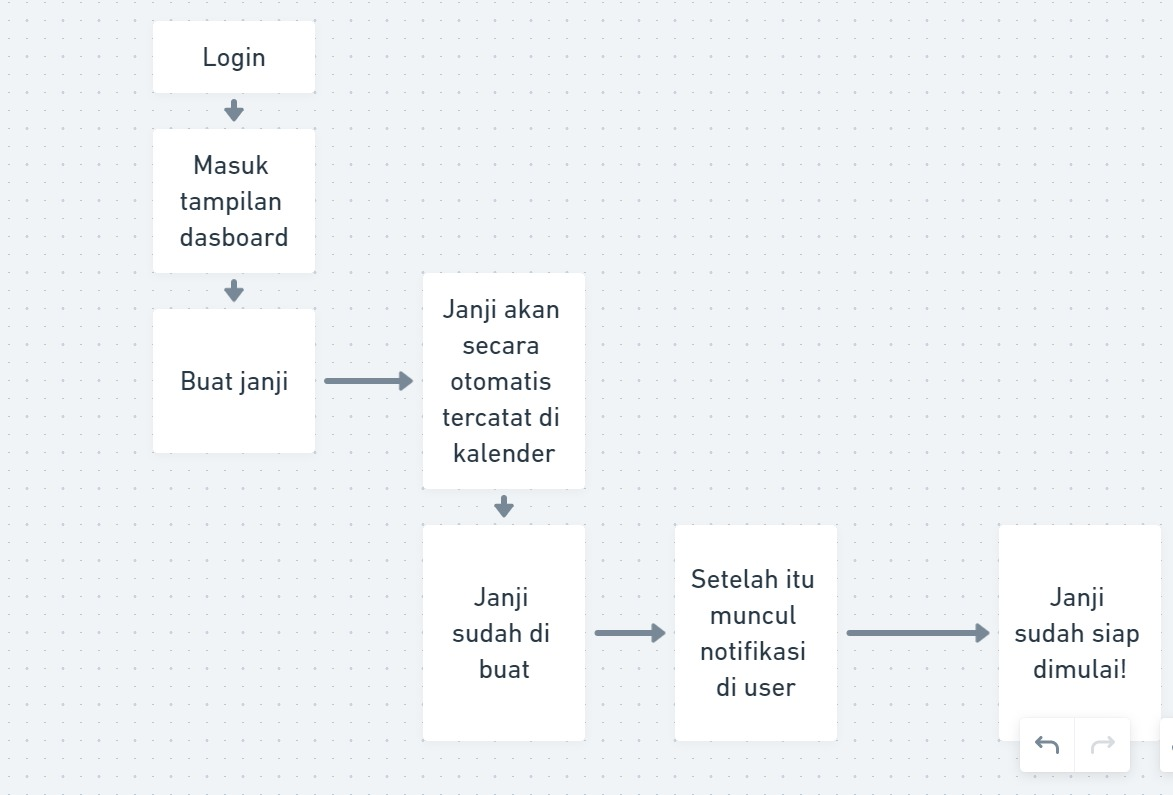 Login
Masuk
tampilan
dasboard
Buat janji
Janji akan
secara
otomatis
tercatat di
kalender
Janji
sudah di
buat
Setelah itu
muncul
notifikasi
di user
Janji
sudah siap
dimulai!